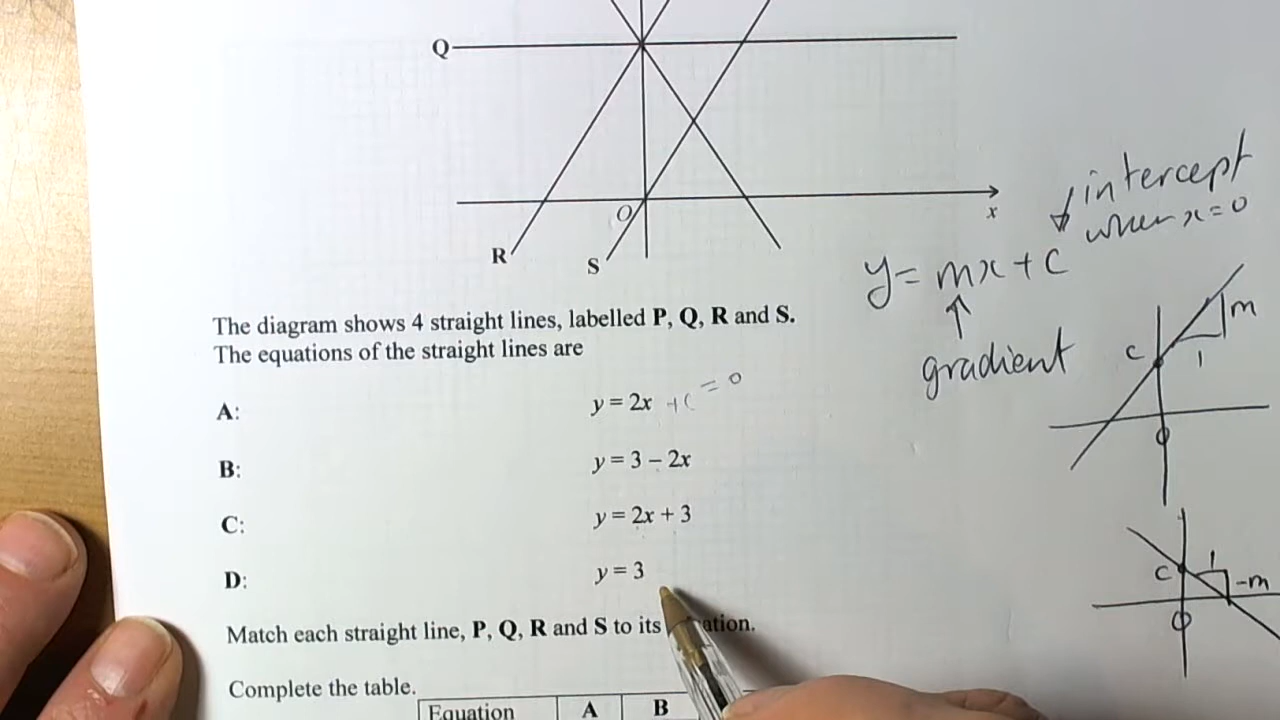 Q
O
x
R
S
The diagram shows 4 straight lines, labelled P, Q, R and S.
The equations of the straight lines are
A: y = 2x + C = 0
B: y = 3 – 2x
C: y = 2x + 3
D: y = 3
Match each straight line, P, Q, R and S to its ation.
Complete the table.
Equation A B
intercept
when x = 0
y = mx + c
gradient
c
m
1
0
1
c
-m
0